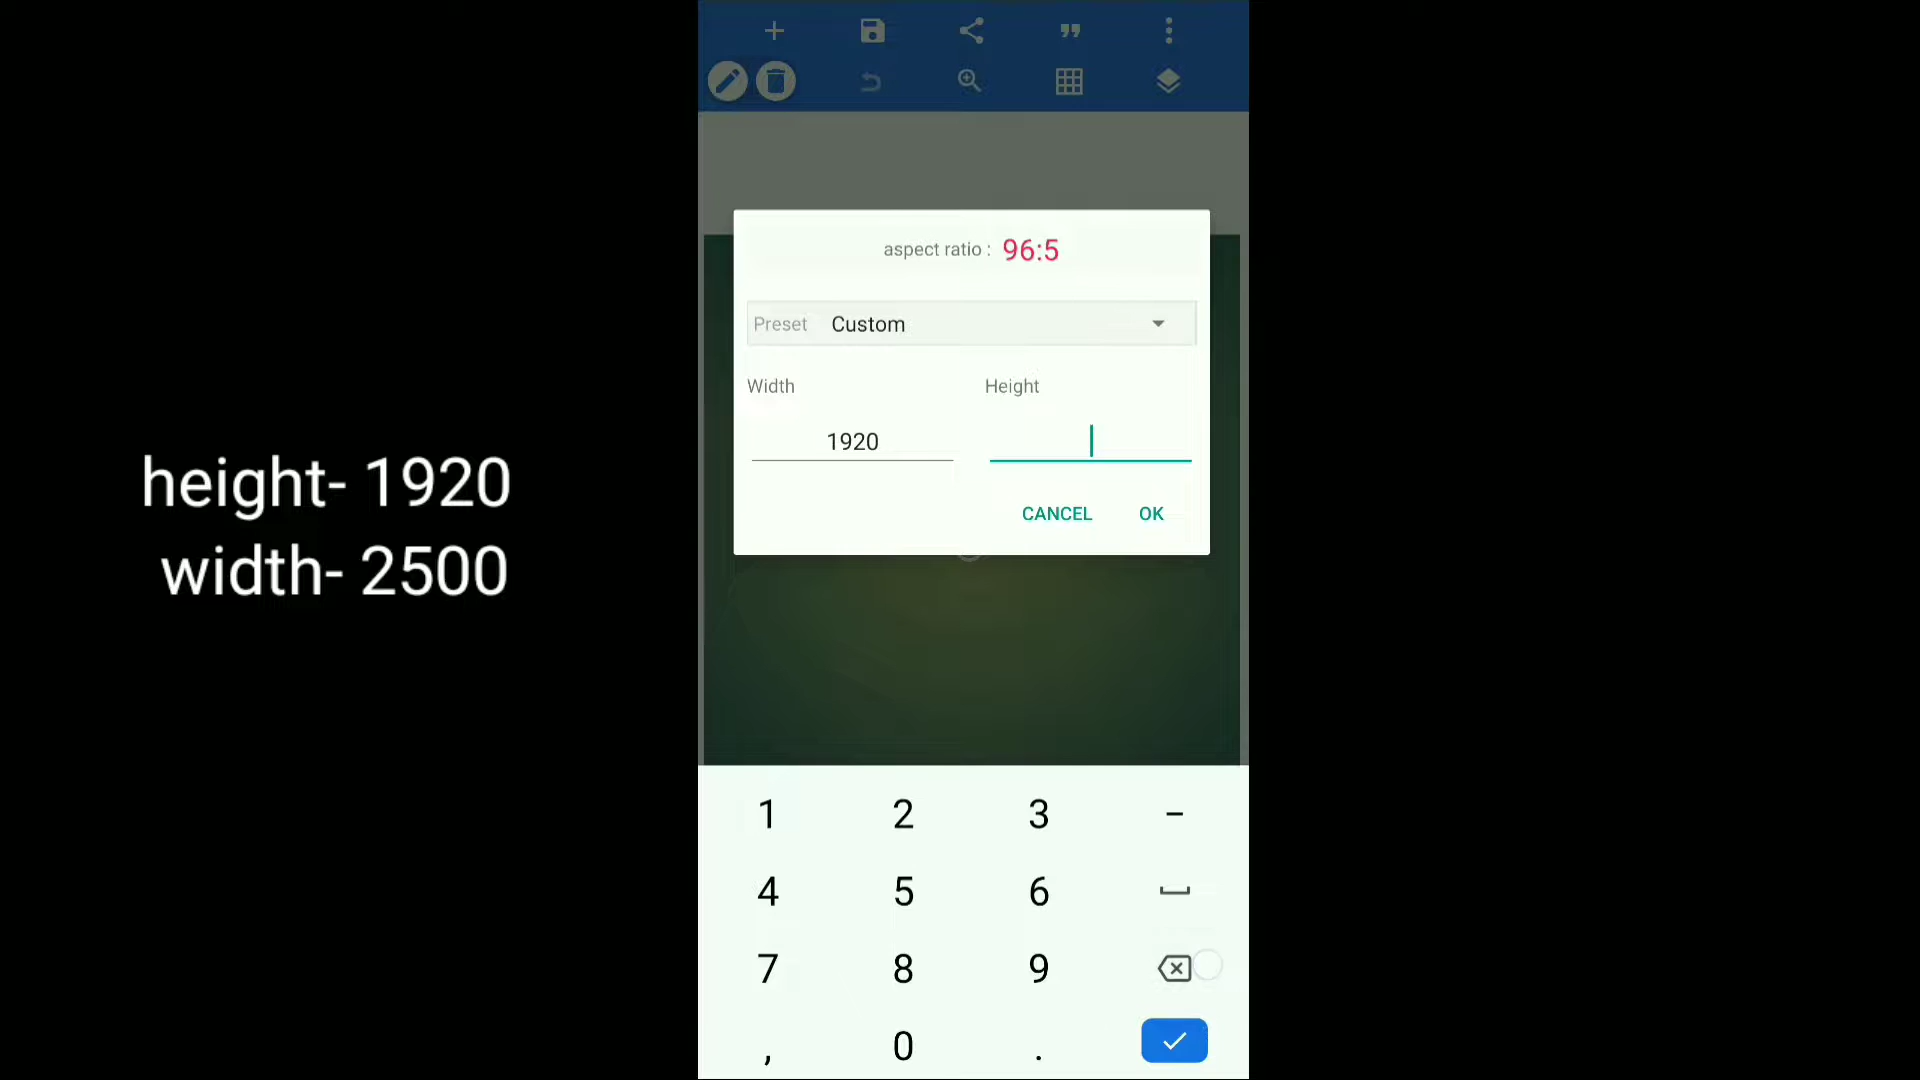 aspect ratio : 96:5
Preset Custom
Width Height
1920
CANCEL OK
height- 1920
width- 2500
1 2 3 -
4 5 6
7 8 9
, 0 .